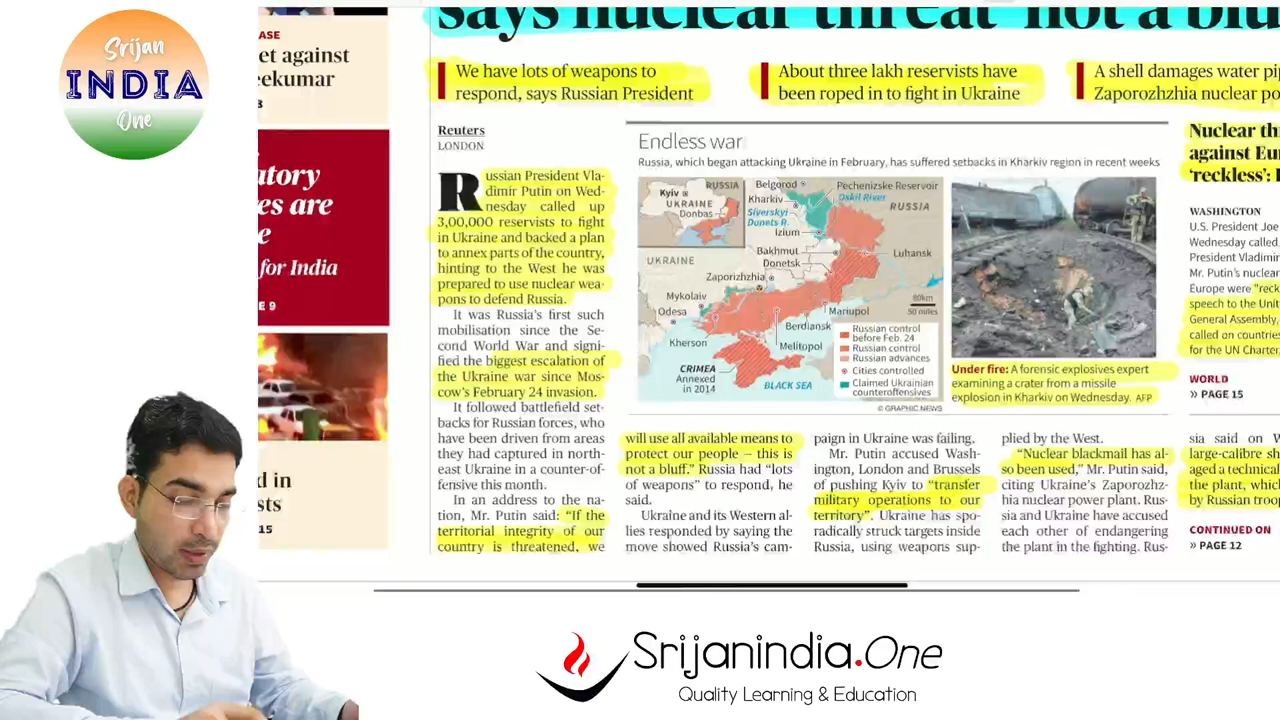 Srijan
INDIA
One
ASE
et against
eekumar
atory
es are
e
for India
E 9
d in
sts
15
says nuclear threat 'not a blu
We have lots of weapons to
respond, says Russian President
About three lakh reservists have
been roped in to fight in Ukraine
A shell damages water pi
Zaporozhzhia nuclear po
Reuters
LONDON
Russian President Vla-
dimir Putin on Wed-
nesday called up
3,00,000 reservists to fight
in Ukraine and backed a plan
to annex parts of the country,
hinting to the West he was
prepared to use nuclear wea-
pons to defend Russia.
It was Russia's first such
mobilisation since the Se-
cond World War and signi-
fied the biggest escalation of
the Ukraine war since Mos-
cow's February 24 invasion.
It followed battlefield set-
backs for Russian forces, who
have been driven from areas
they had captured in north-
east Ukraine in a counter-of-
fensive this month.
In an address to the na-
tion, Mr. Putin said: "If the
territorial integrity of our
country is threatened, we
Endless war
Russia, which began attacking Ukraine in February, has suffered setbacks in Kharkiv region in recent weeks
Kyiv
RUSSIA
UKRAINE
Donbas
Belgorod
Kharkiv
Siverskyi
Donets R.
Izium
Pechenizske Reservoir
Oskil River
RUSSIA
Bakhmut
Donetsk
Luhansk
UKRAINE
Zaporizhzhia
Mykolaiv
Odesa
Kherson
Mariupol
Berdiansk
Melitopol
80km
50 miles
CRIMEA
Annexed
in 2014
BLACK SEA
Russian control
before Feb. 24
Russian control
Russian advances
Cities controlled
Claimed Ukrainian
counteroffensives
© GRAPHIC NEWS
Under fire: A forensic explosives expert
examining a crater from a missile
explosion in Kharkiv on Wednesday. AFP
will use all available means to
protect our people – this is
not a bluff." Russia had "lots
of weapons" to respond, he
said.
Ukraine and its Western al-
lies responded by saying the
move showed Russia's cam-
paign in Ukraine was failing.
Mr. Putin accused Wash-
ington, London and Brussels
of pushing Kyiv to "transfer
military operations to our
territory". Ukraine has spo-
radically struck targets inside
Russia, using weapons sup-
plied by the West.
"Nuclear blackmail has al-
so been used," Mr. Putin said,
citing Ukraine's Zaporozhz-
hia nuclear power plant. Rus-
sia and Ukraine have accused
each other of endangering
the plant in the fighting. Rus-
Nuclear th
against Eu
'reckless':
WASHINGTON
U.S. President Joe
Wednesday called
President Vladimi
Mr. Putin's nuclea
Europe were "reck
speech to the Unit
General Assembly,
called on countries
for the UN Charter
WORLD
» PAGE 15
sia said on W
large-calibre sh
aged a technical
the plant, which
by Russian troo
CONTINUED ON
» PAGE 12
Srijanindia.One
Quality Learning & Education